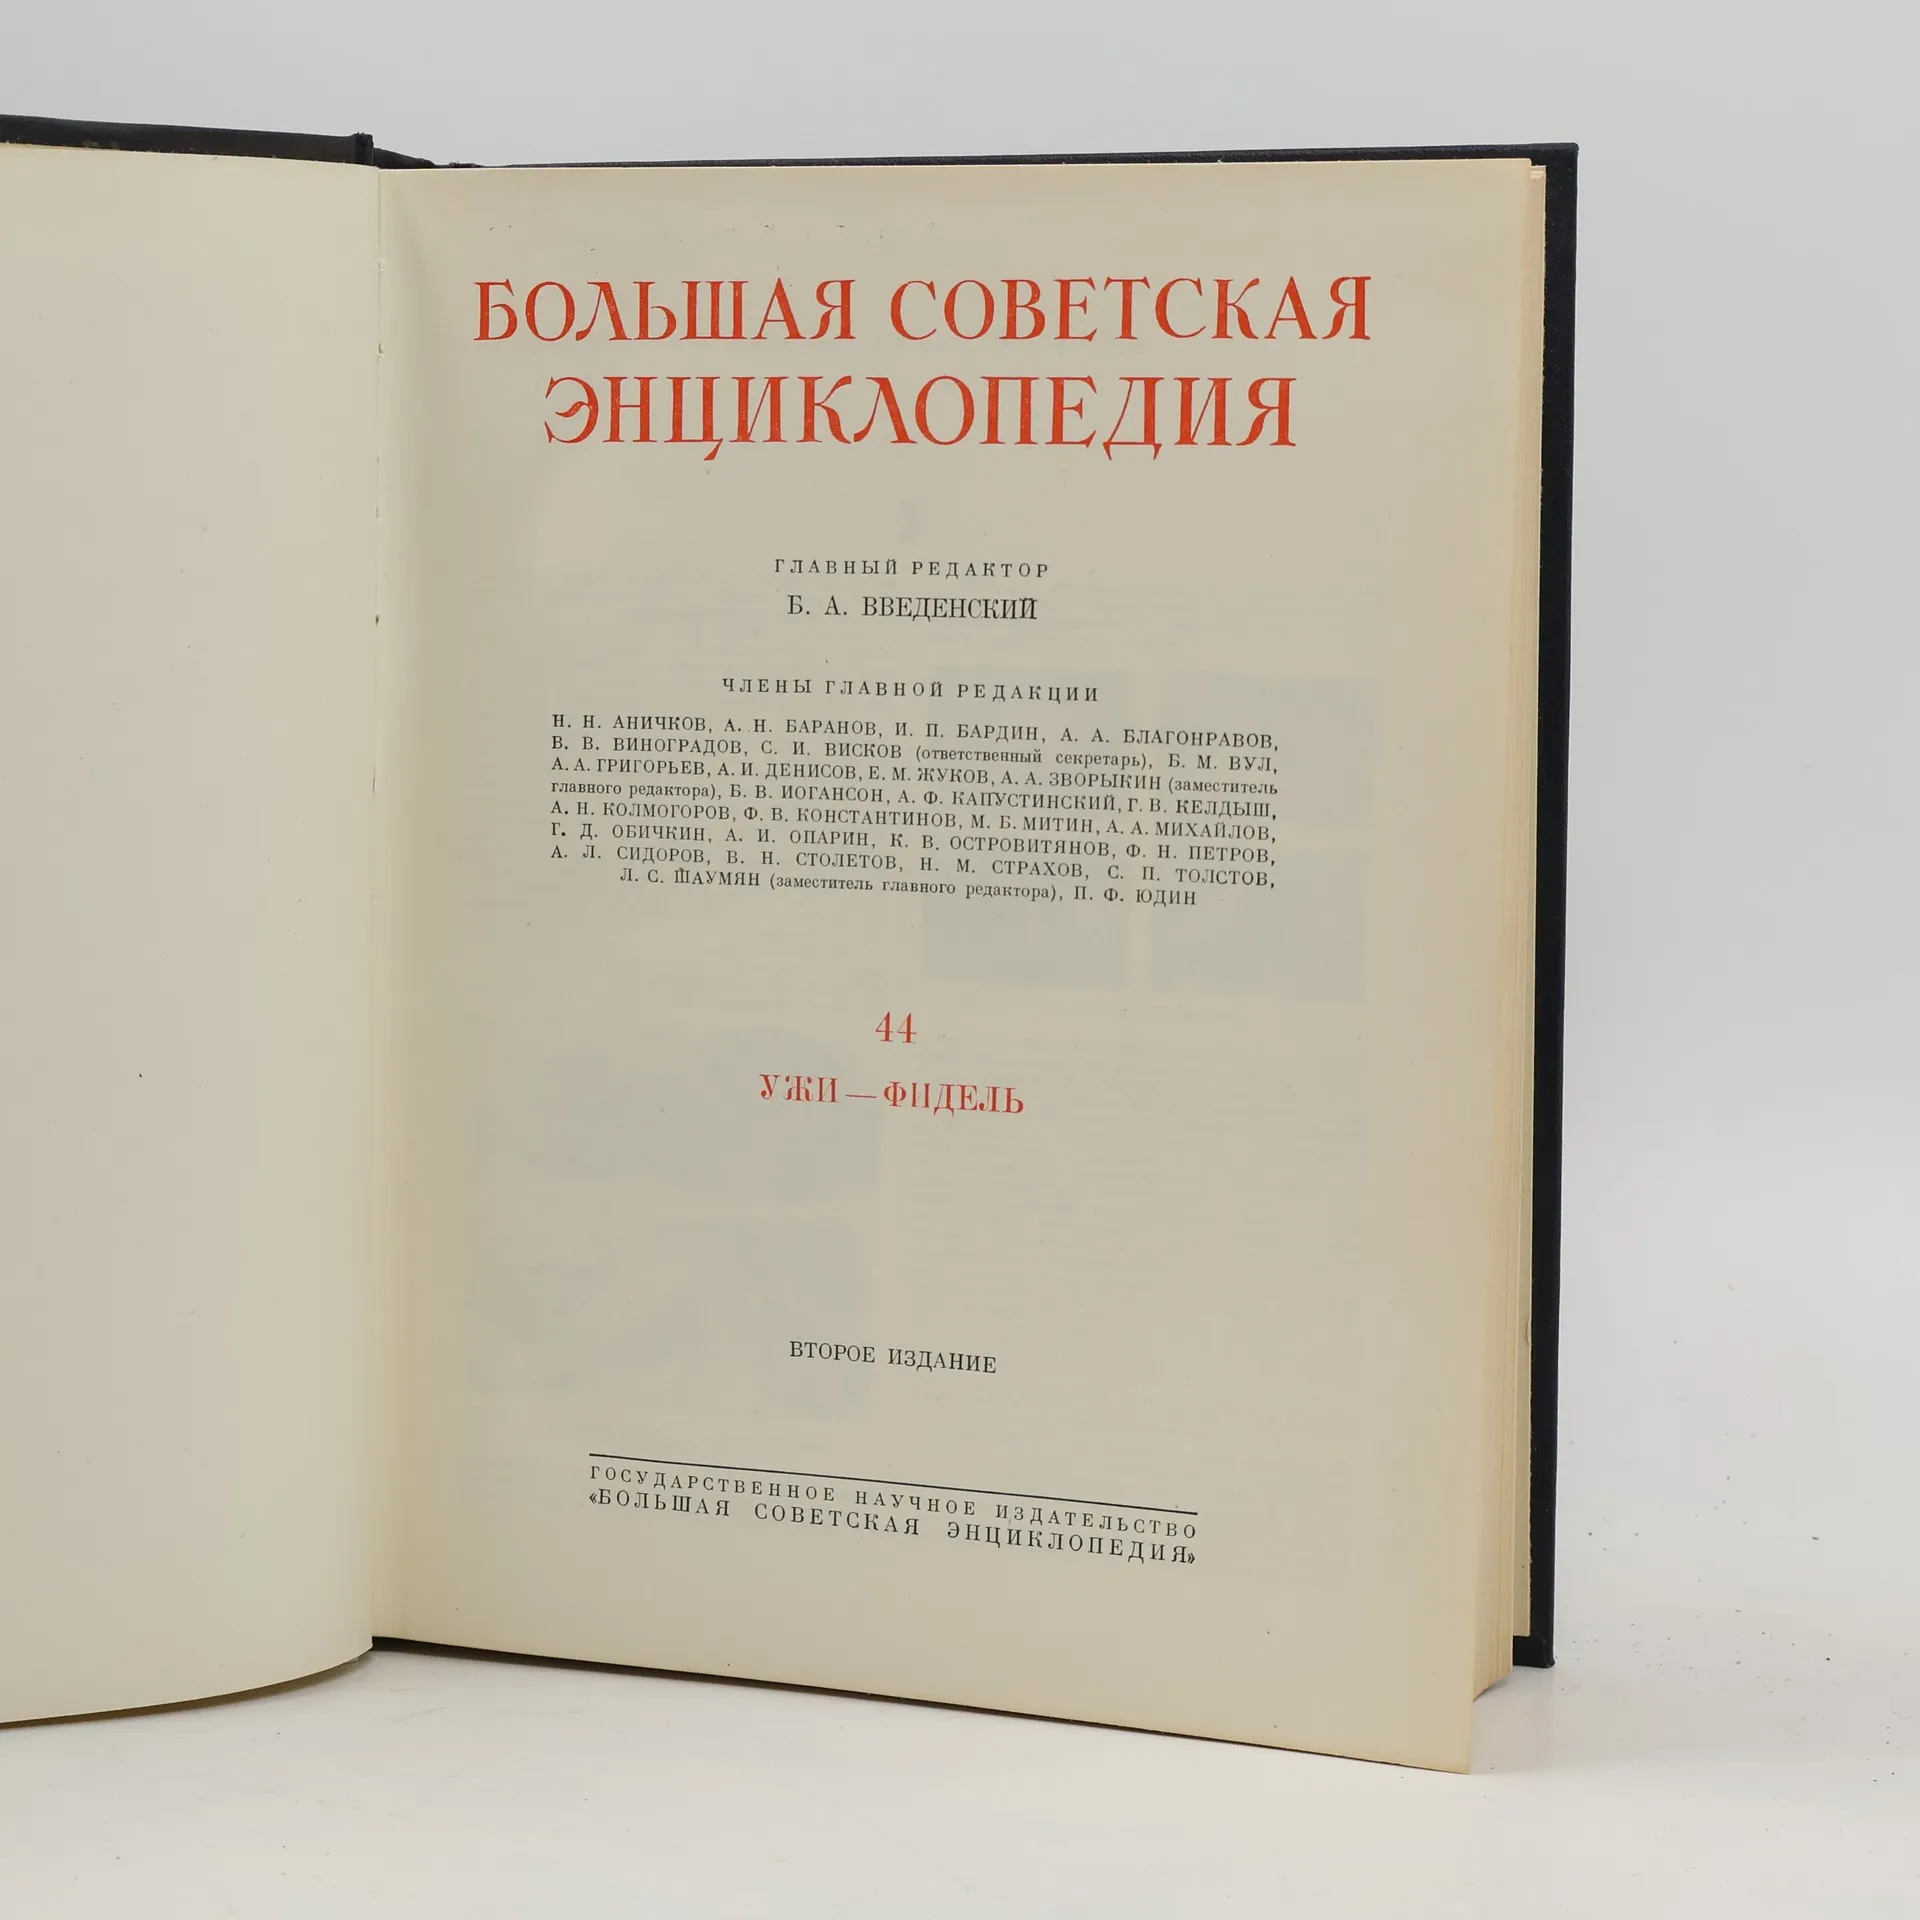 БОЛЬШАЯ СОВЕТСКАЯ
ЭНЦИКЛОПЕДИЯ
ГЛАВНЫЙ РЕДАКТОР
Б. А. ВВЕДЕНСКИЙ
ЧЛЕНЫ ГЛАВНОЙ РЕДАКЦИИ
Н. Н. АНИЧКОВ, А. Н. БАРАНОВ, И. П. БАРДИН, А. А. БЛАГОНРАВОВ,
В. В. ВИНОГРАДОВ, С. И. ВИСКОВ (ответственный секретарь), Б. М. ВУЛ,
А. А. ГРИГОРЬЕВ, А. И. ДЕНИСОВ, Е. М. ЖУКОВ, А. А. ЗВОРЫКИН (заместитель
главного редактора), Б. В. ИОГАНСОН, А. Ф. КАПУСТИНСКИЙ, Г. В. КЕЛДЫШ,
А. Н. КОЛМОГОРОВ, Ф. В. КОНСТАНТИНОВ, М. Б. МИТИН, А. А. МИХАЙЛОВ,
Г. Д. ОБИЧКИН, А. И. ОПАРИН, К. В. ОСТРОВИТЯНОВ, Ф. Н. ПЕТРОВ,
А. Л. СИДОРОВ, В. Н. СТОЛЕТОВ, Н. М. СТРАХОВ, С. П. ТОЛСТОВ,
Л. С. ШАУМЯН (заместитель главного редактора), П. Ф. ЮДИН
44
УЖИ — ФИДЕЛЬ
ВТОРОЕ ИЗДАНИЕ
ГОСУДАРСТВЕННОЕ НАУЧНОЕ ИЗДАТЕЛЬСТВО
«БОЛЬШАЯ СОВЕТСКАЯ ЭНЦИКЛОПЕДИЯ»